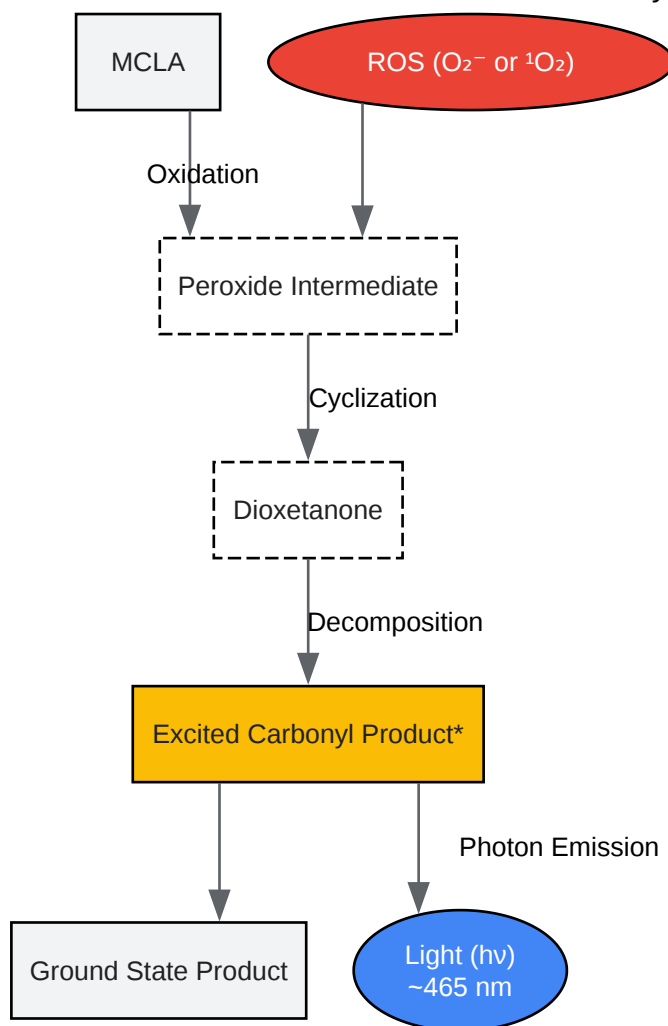 MCLA
ROS (O₂⁻ or ¹O₂)
Oxidation
Peroxide Intermediate
Cyclization
Dioxetanone
Decomposition
Excited Carbonyl Product*
Photon Emission
Ground State Product
Light (hν)
~465 nm